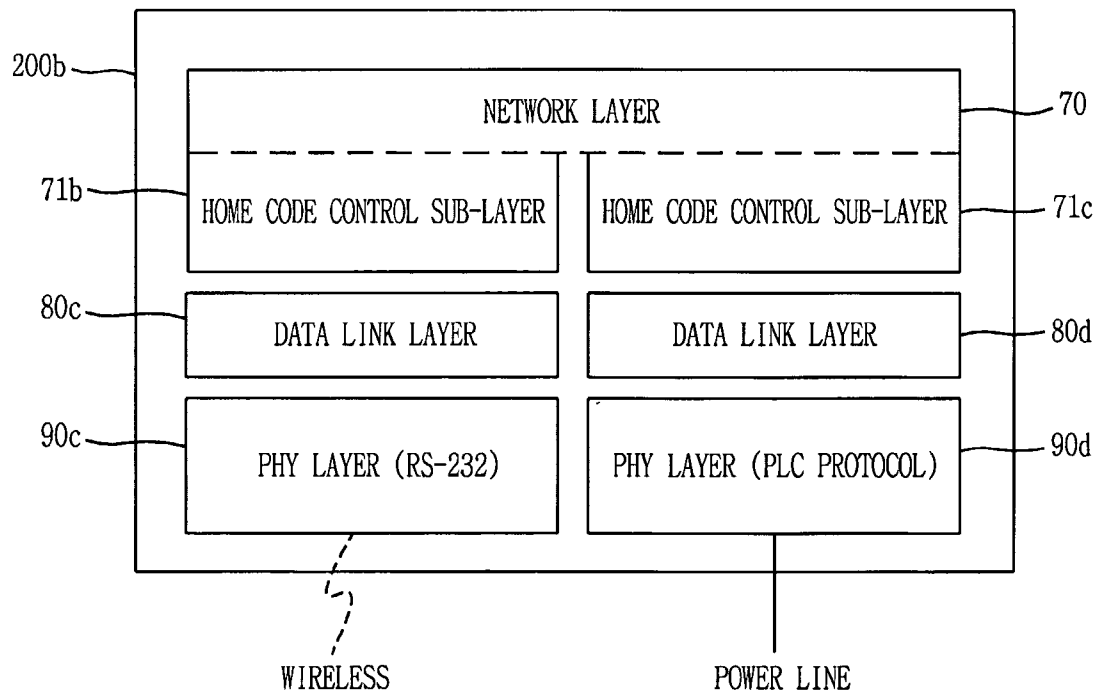 200b
NETWORK LAYER
70
71b
HOME CODE CONTROL SUB-LAYER
HOME CODE CONTROL SUB-LAYER
71c
80c
DATA LINK LAYER
DATA LINK LAYER
80d
90c
PHY LAYER (RS-232)
PHY LAYER (PLC PROTOCOL)
90d
WIRELESS
POWER LINE